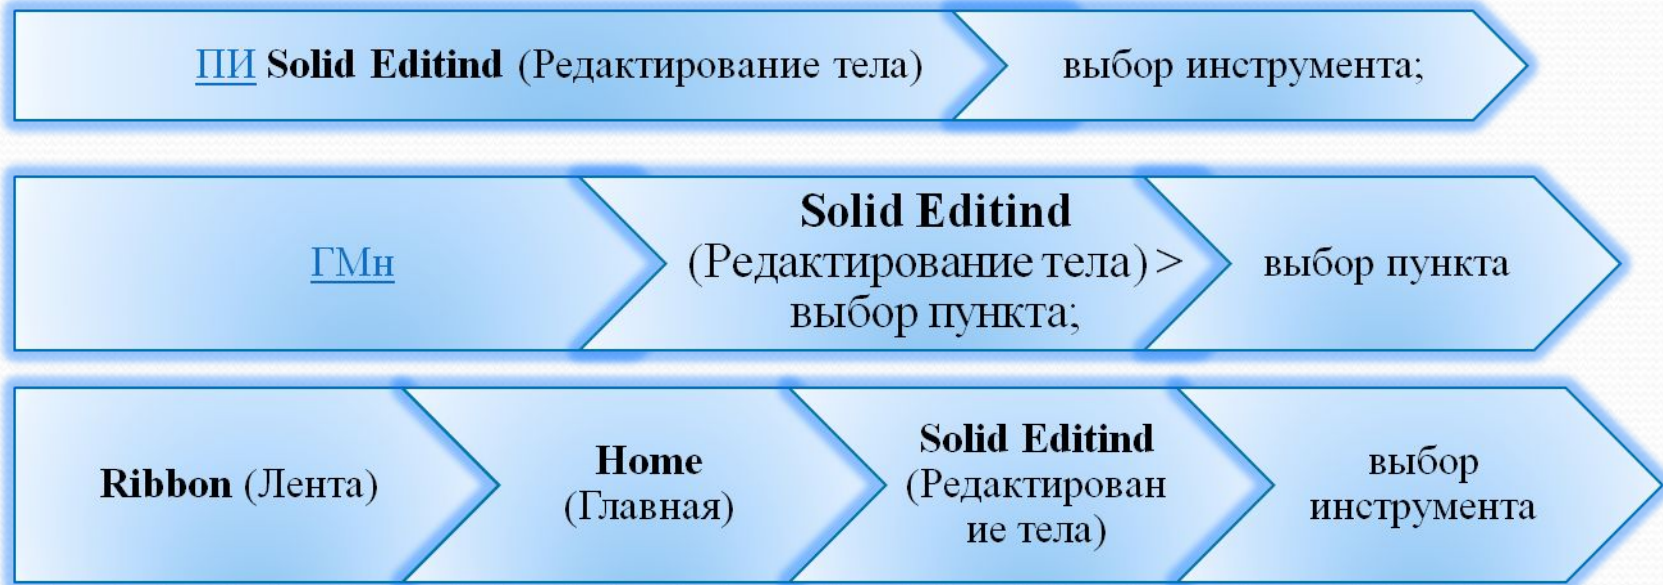 ПИ Solid Editind (Редактирование тела)
выбор инструмента;
ГМн
Solid Editind
(Редактирование тела) >
выбор пункта;
выбор пункта
Ribbon (Лента)
Home
(Главная)
Solid Editind
(Редактирован
ие тела)
выбор
инструмента